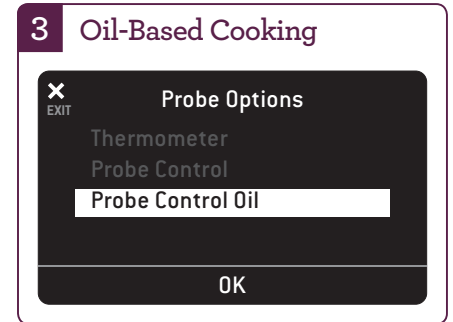 3 Oil-Based Cooking
X
EXIT
Probe Options
Thermometer
Probe Control
Probe Control Oil
OK